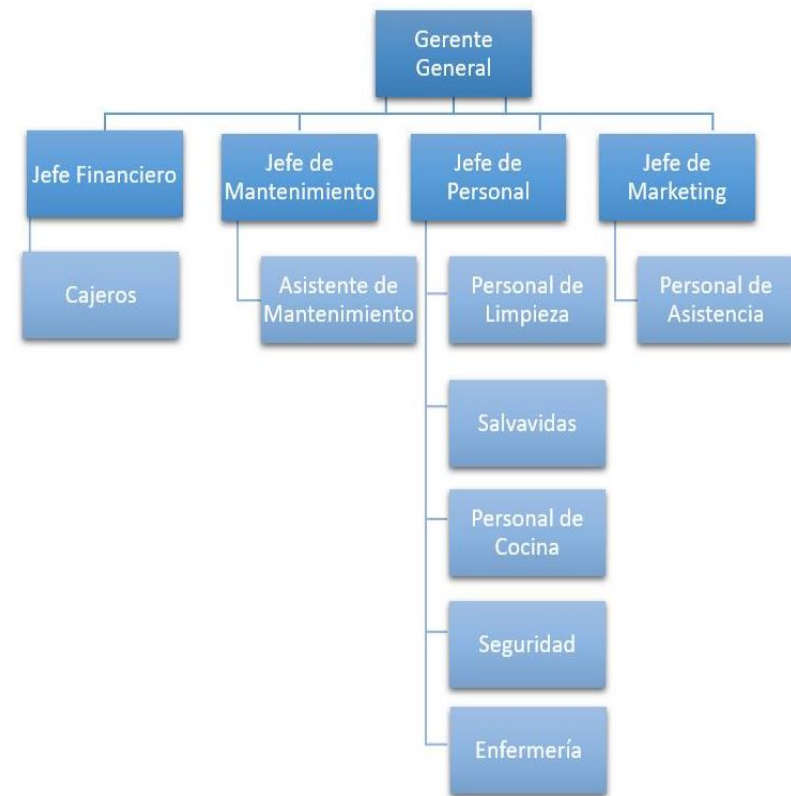 Gerente
General
Jefe Financiero
Jefe de
Mantenimiento
Jefe de
Personal
Jefe de
Marketing
Cajeros
Asistente de
Mantenimiento
Personal de
Limpieza
Personal de
Asistencia
Salvavidas
Personal de
Cocina
Seguridad
Enfermería